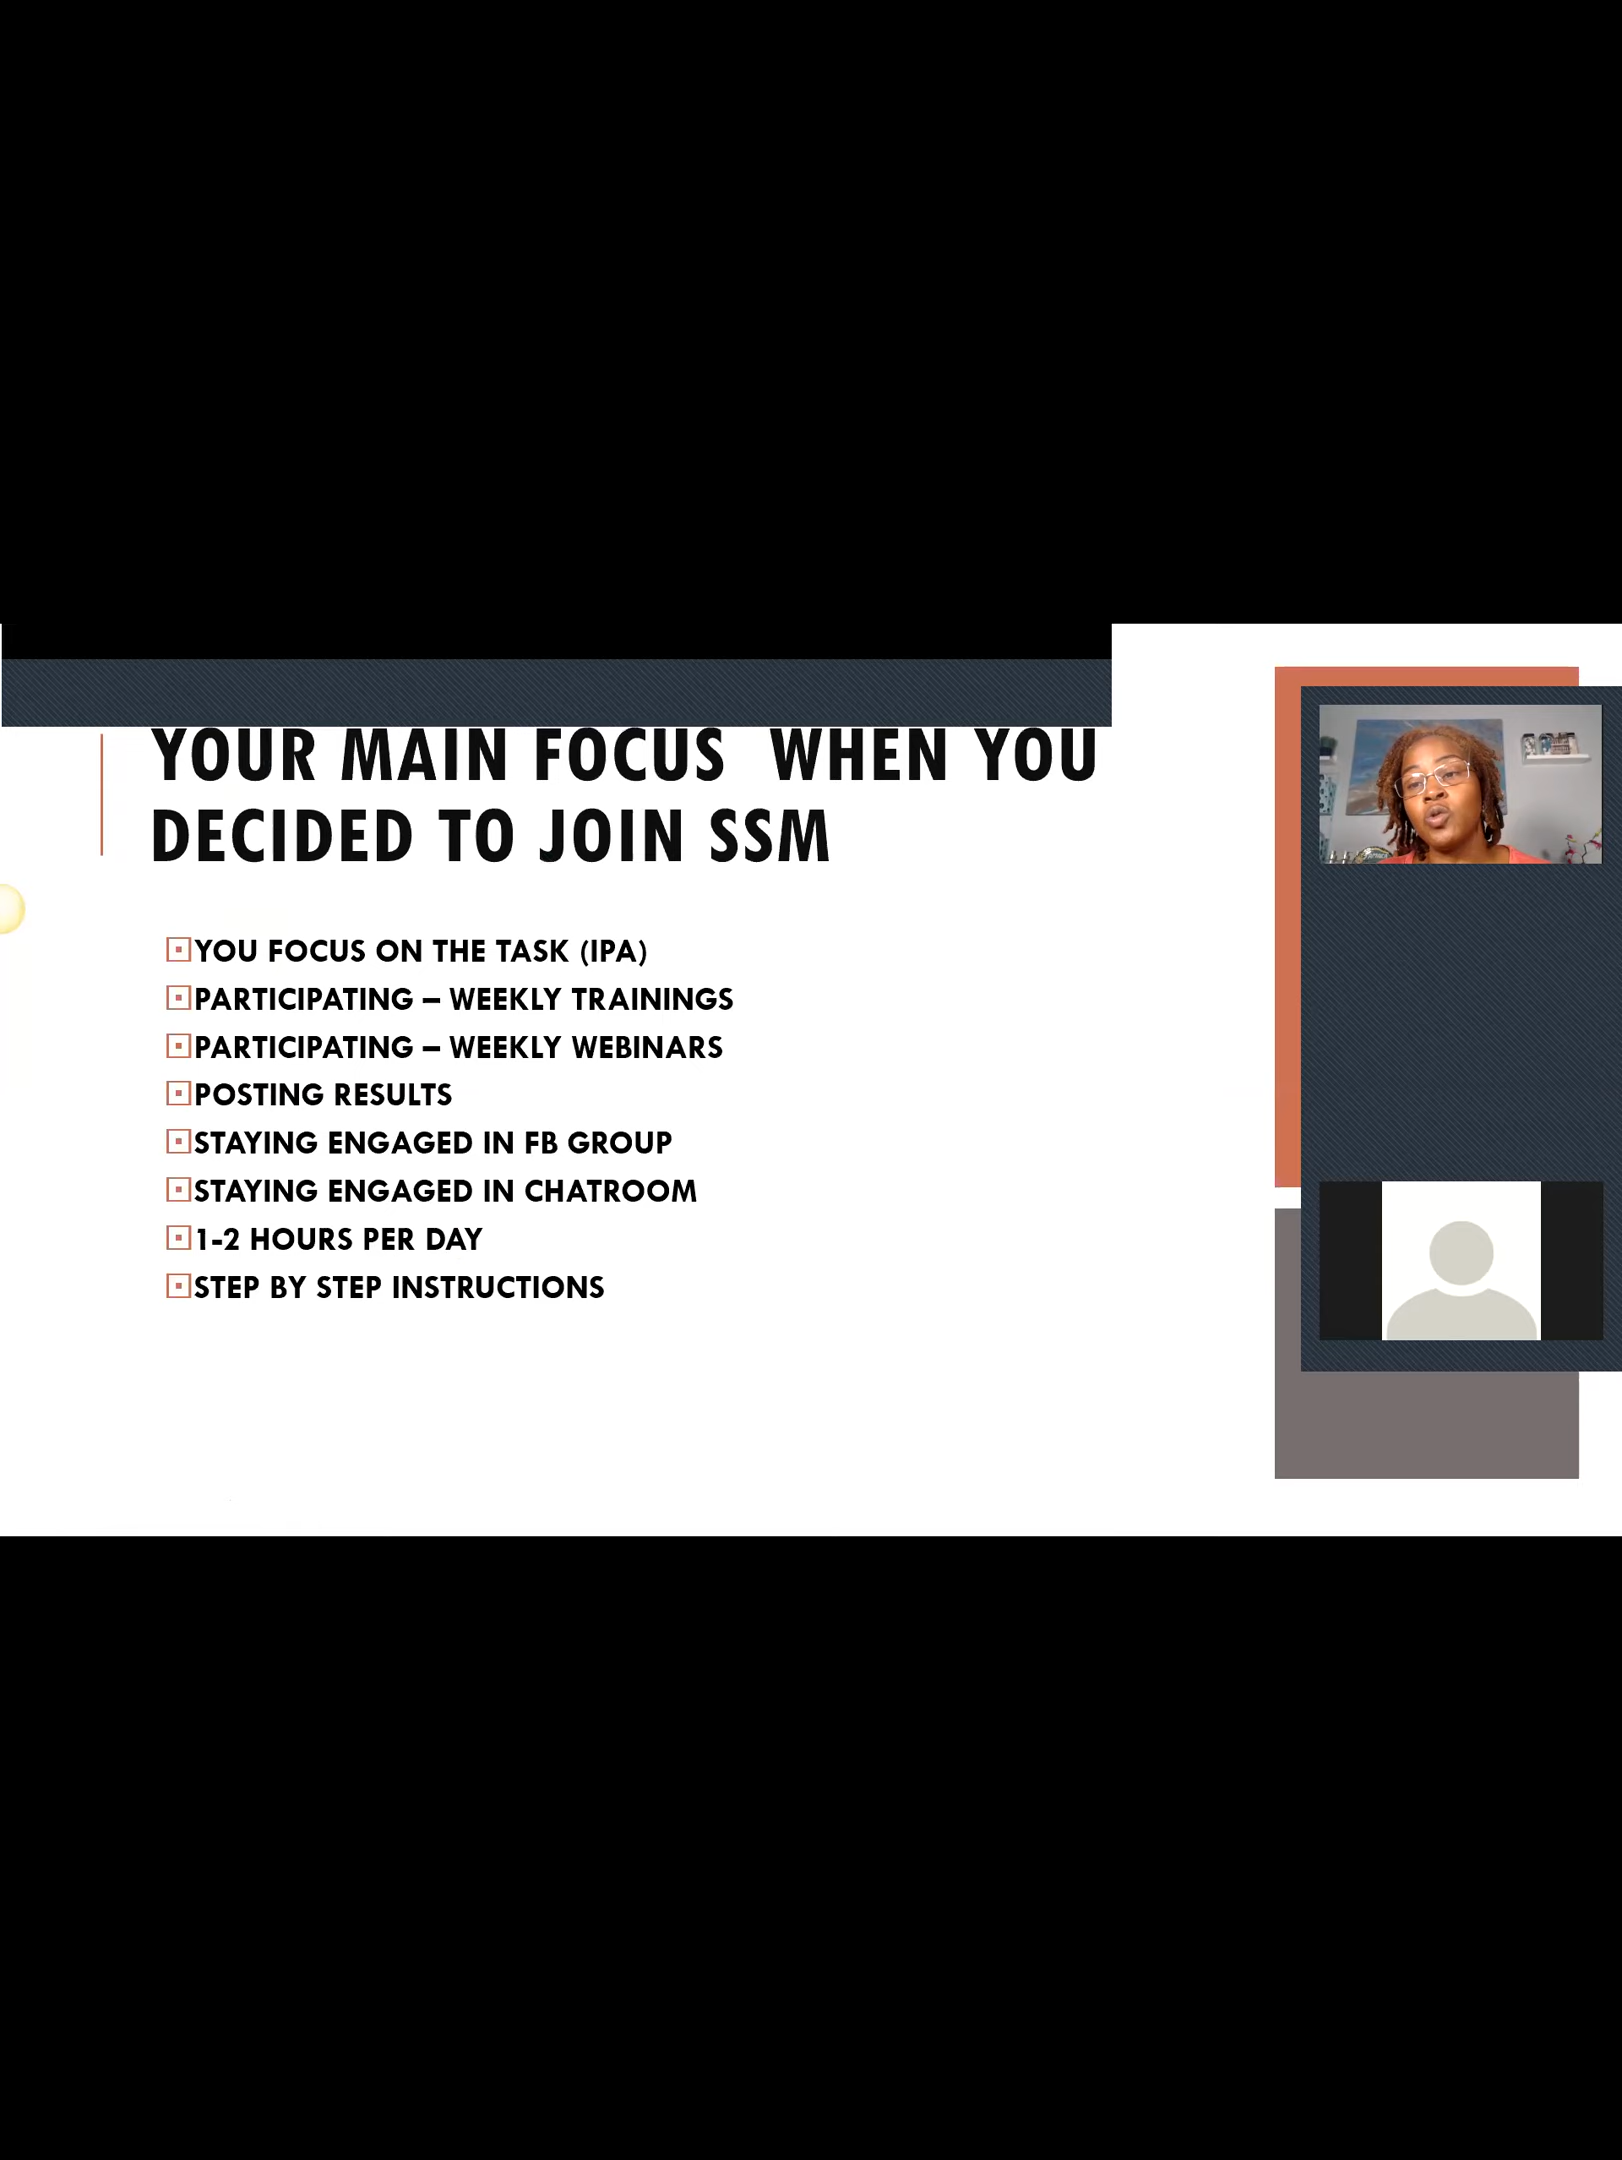 YOUR MAIN FOCUS  WHEN YOU
DECIDED TO JOIN SSM
YOU FOCUS ON THE TASK (IPA)
PARTICIPATING – WEEKLY TRAININGS
PARTICIPATING – WEEKLY WEBINARS
POSTING RESULTS
STAYING ENGAGED IN FB GROUP
STAYING ENGAGED IN CHATROOM
1-2 HOURS PER DAY
STEP BY STEP INSTRUCTIONS